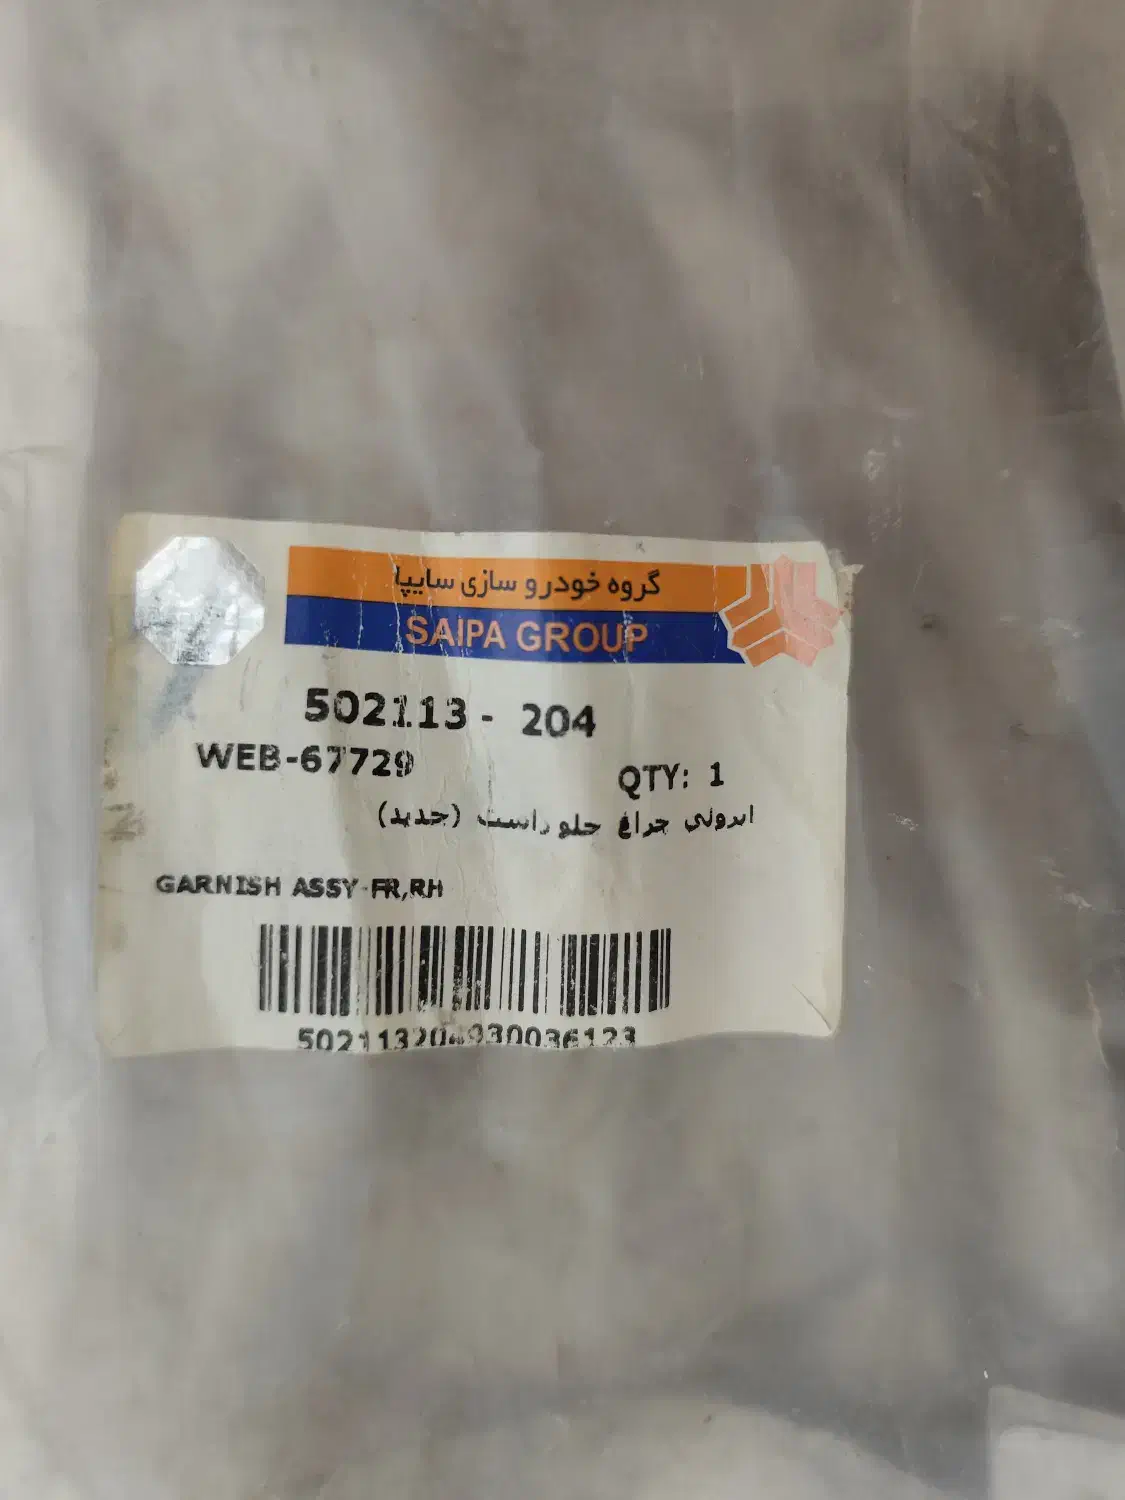 گروه خودرو سازی سایپا
SAIPA GROUP
502113 - 204
WEB-67729
QTY: 1
ابروئی چراغ جلو راست (جدید)
GARNISH ASSY-FR,RH